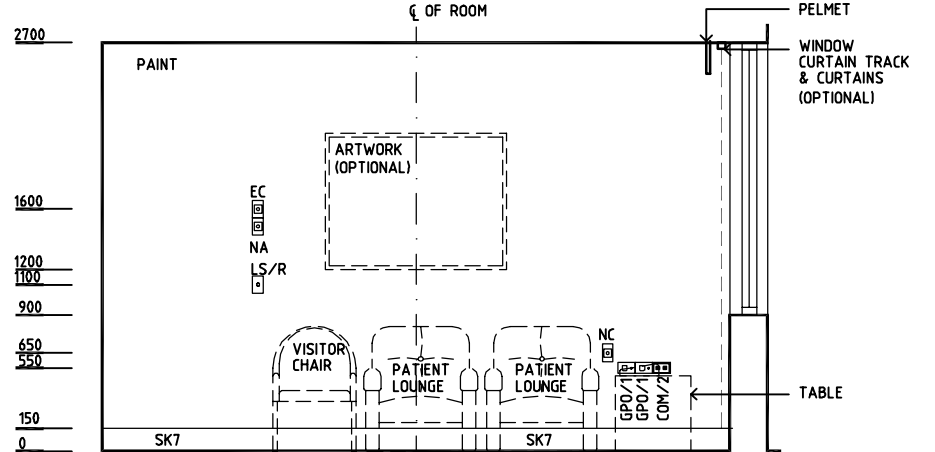 ℄ OF ROOM
PELMET
2700
WINDOW
CURTAIN TRACK
& CURTAINS
(OPTIONAL)
PAINT
ARTWORK
(OPTIONAL)
EC
1600
NA
LS/R
1200
1100
900
NC
650
550
VISITOR
CHAIR
PATIENT
LOUNGE
PATIENT
LOUNGE
GPO/1
GPO/1
COM/2
TABLE
150
0
SK7
SK7